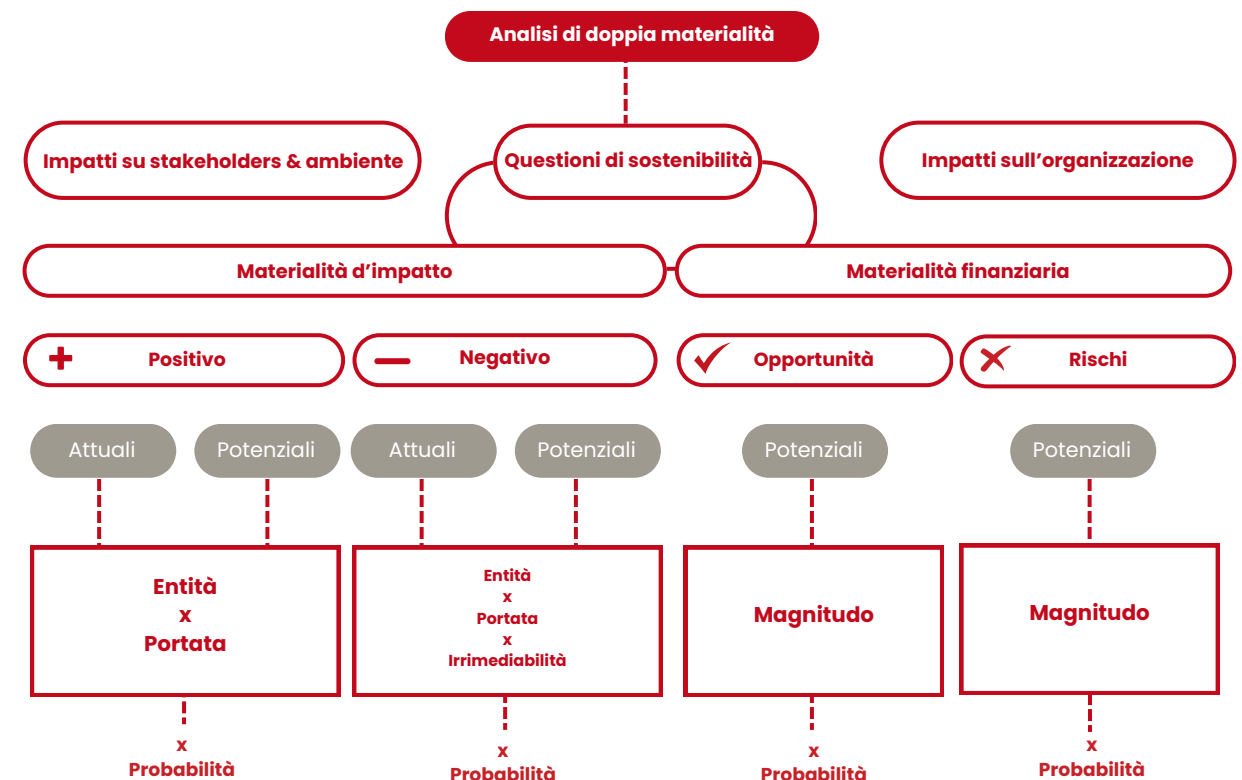 Analisi di doppia materialità
Impatti su stakeholders & ambiente
Questioni di sostenibilità
Impatti sull'organizzazione
Materialità d'impatto
Materialità finanziaria
Positivo
Negativo
Opportunità
Rischi
Attuali
Potenziali
Attuali
Potenziali
Potenziali
Potenziali
Entità
x
Portata
Entità
x
Portata
x
Irrimediabilità
Magnitudo
Magnitudo
x
Probabilità
x
Probabilità
x
Probabilità
x
Probabilità